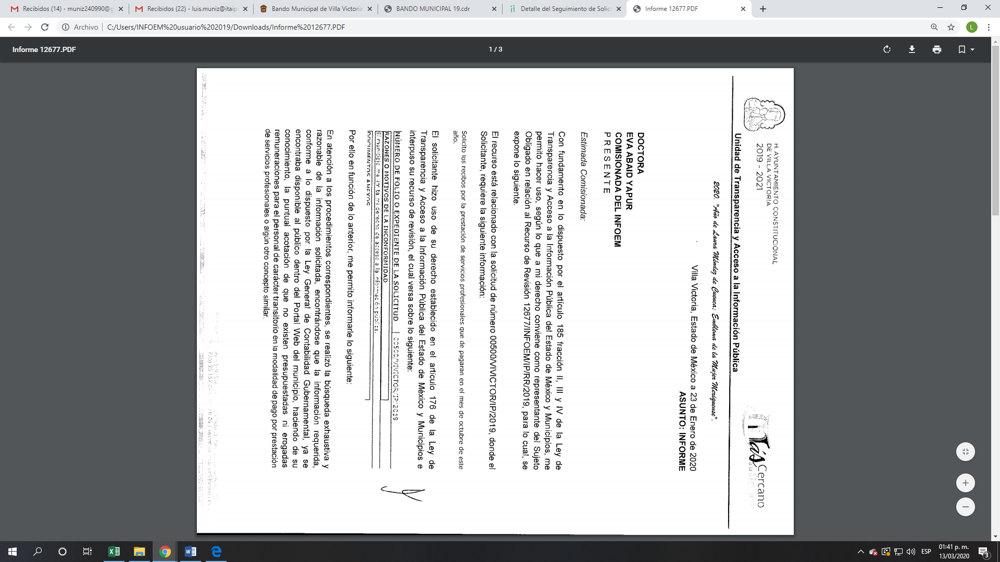 Recibidos (14) - muniz240990@g
Recibidos (22) - luis.muniz@itaip
Bando Municipal de Villa Victoria
BANDO MUNICIPAL 19.cdr
Detalle del Seguimiento de Solic
Informe 12677.PDF
Archivo
C:/Users/INFOEM%20usuario%202019/Downloads/Informe%2012677.PDF
L
Informe 12677.PDF
1 / 3
H. AYUNTAMIENTO CONSTITUCIONAL
DE VILLA VICTORIA
2019 - 2021
más Cercano
Unidad de Transparencia y Acceso a la Información Pública
2020. "Año de Laura Méndez de Cuenca; Emblema de la Mujer Mexiquense".
Villa Victoria, Estado de México a 23 de Enero de 2020
ASUNTO: INFORME
DOCTORA
EVA ABAID YAPUR
COMISIONADA DEL INFOEM
P R E S E N T E
Estimada Comisionada:
Con fundamento en lo dispuesto por el artículo 185 fracción II, III y IV de la Ley de
Transparencia y Acceso a la Información Pública del Estado de México y Municipios, me
permito hacer uso, según lo que a mi derecho conviene como representante del Sujeto
Obligado en relación al Recurso de Revisión 12677/INFOEM/IP/RR/2019, para lo cual, se
expone lo siguiente.
El recurso está relacionado con la solicitud de número 00500/VIVICTOR/IP/2019, donde el
Solicitante, requiere la siguiente información:
Solicito los recibos por la prestación de servicios profesionales que de pagaran en el mes de octubre de este
año.
El solicitante hizo uso de su derecho establecido en el artículo 176 de la Ley de
Transparencia y Acceso a la Información Pública del Estado de México y Municipios e
interpuso su recurso de revisión, el cual versa sobre lo siguiente:
NÚMERO DE FOLIO O EXPEDIENTE DE LA SOLICITUD | 00500/VIVICTOR/IP/2019
RAZONES O MOTIVOS DE LA INCONFORMIDAD
El municipio me limita mi derecho de acceso a la información pública.
DOCUMENTOS ANEXOS
Por ello en función de lo anterior, me permito informarle lo siguiente:
En atención a los procedimientos correspondientes, se realizó la búsqueda exhaustiva y
razonable de la información solicitada, encontrándose que la información requerida,
conforme a lo dispuesto por la Ley General de Contabilidad Gubernamental, ya se
encontraba disponible al público dentro del Portal Web del municipio, haciendo de su
conocimiento, la puntual acotación de que no existen presupuestadas ni erogadas
remuneraciones para el personal de carácter transitorio en la modalidad de pago por prestación
de servicios profesionales o algún otro concepto similar.
ESP
01:41 p. m.
13/03/2020
3